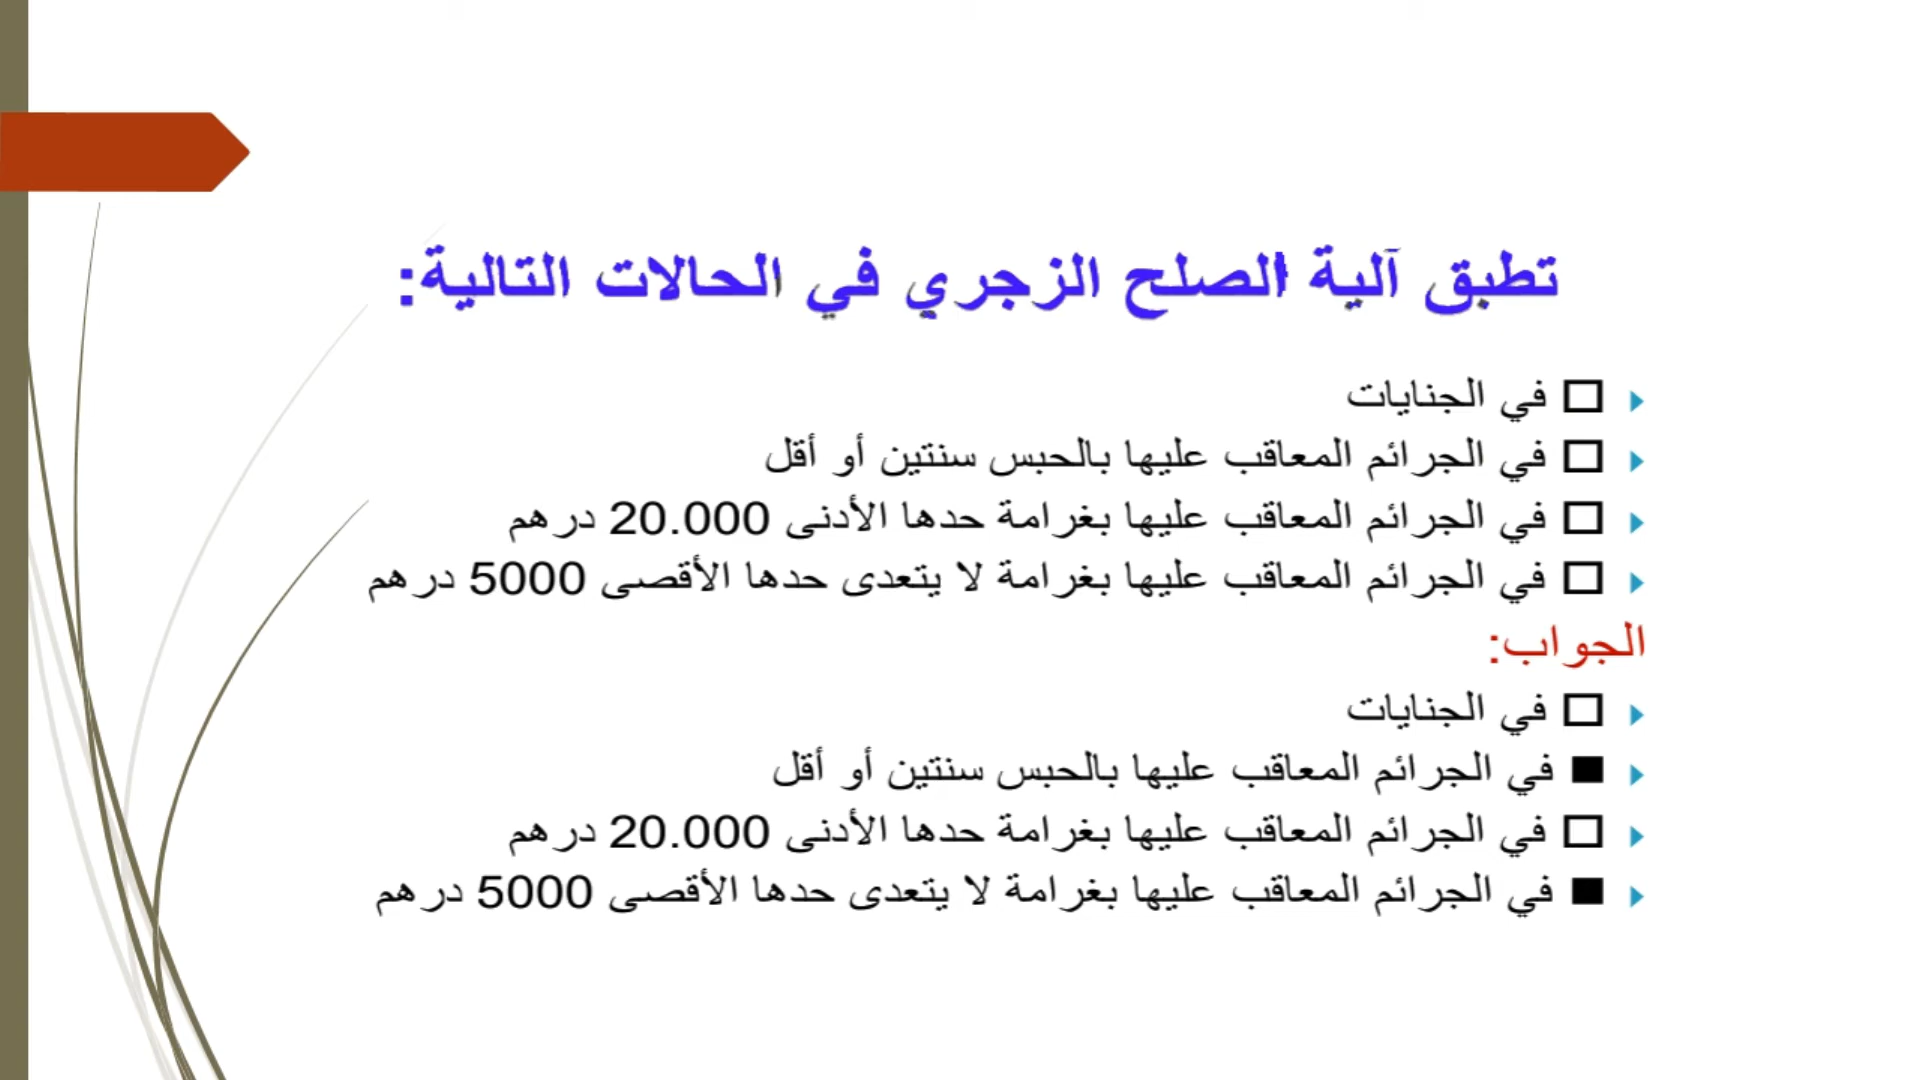 تطبق آلية الصلح الزجري في الحالات التالية:
☐ في الجنايات
☐ في الجرائم المعاقب عليها بالحبس سنتين أو أقل
☐ في الجرائم المعاقب عليها بغرامة حدها الأدنى 20.000 درهم
☐ في الجرائم المعاقب عليها بغرامة لا يتعدى حدها الأقصى 5000 درهم
الجواب:
☐ في الجنايات
■ في الجرائم المعاقب عليها بالحبس سنتين أو أقل
☐ في الجرائم المعاقب عليها بغرامة حدها الأدنى 20.000 درهم
■ في الجرائم المعاقب عليها بغرامة لا يتعدى حدها الأقصى 5000 درهم